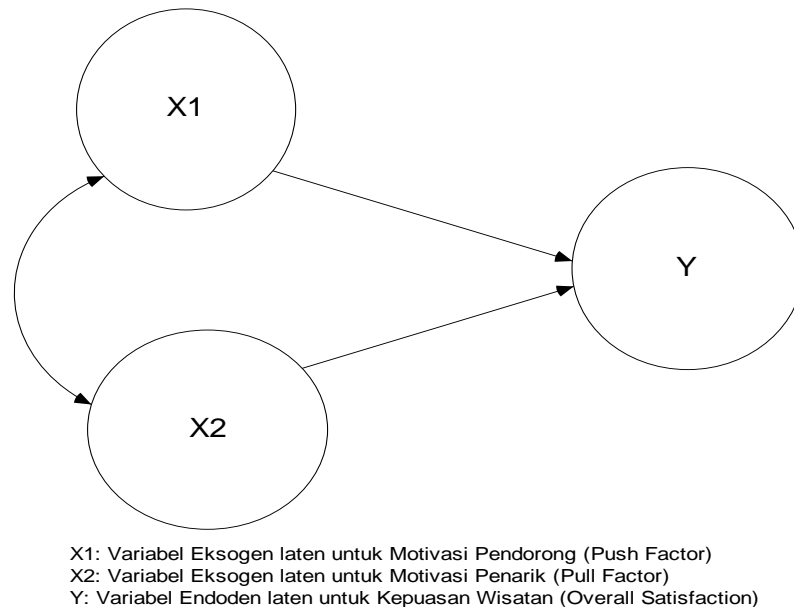 X1
Y
X2
X1: Variabel Eksogen laten untuk Motivasi Pendorong (Push Factor)
X2: Variabel Eksogen laten untuk Motivasi Penarik (Pull Factor)
Y: Variabel Endoden laten untuk Kepuasan Wisatan (Overall Satisfaction)